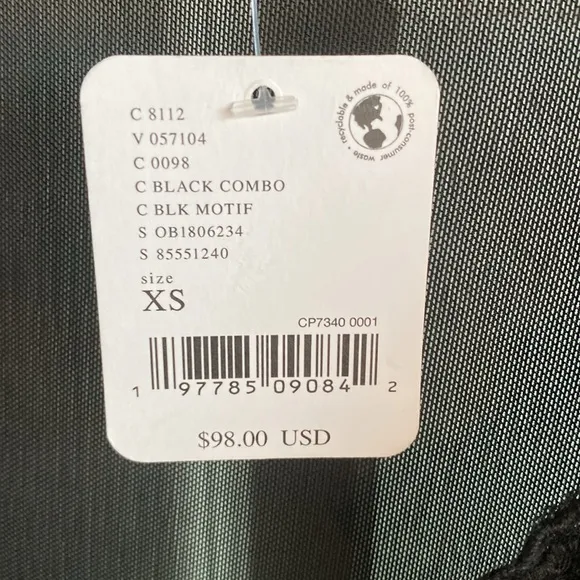 C 8112
V 057104
C 0098
C BLACK COMBO
C BLK MOTIF
S OB1806234
S 85551240
size
XS
recyclable & made of 100% post-consumer waste •
CP7340 0001
1 97785 09084 2
$98.00 USD